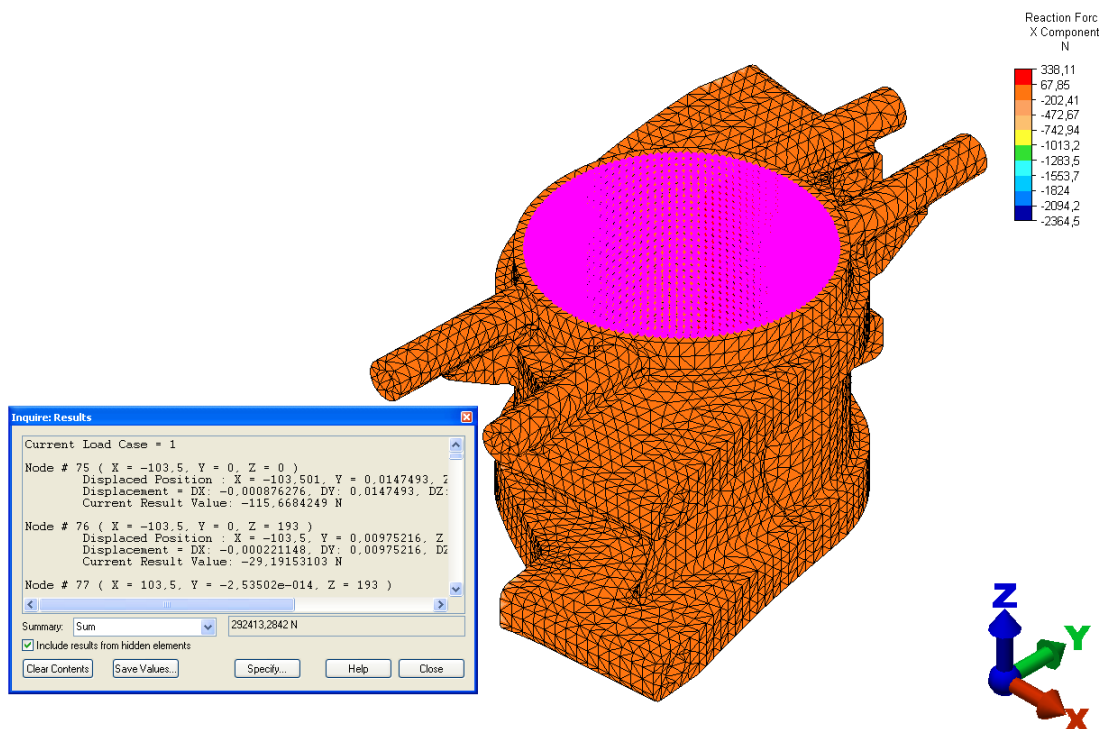 Reaction Forc
X Component
N
338,11
67,85
-202,41
-472,67
-742,94
-1013,2
-1283,5
-1553,7
-1824
-2094,2
-2364,5
Inquire: Results
Current Load Case = 1
Node # 75 ( X = -103,5, Y = 0, Z = 0 )
Displaced Position : X = -103,501, Y = 0,0147493, Z
Displacement = DX: -0,000876276, DY: 0,0147493, DZ:
Current Result Value: -115,6684249 N
Node # 76 ( X = -103,5, Y = 0, Z = 193 )
Displaced Position : X = -103,5, Y = 0,00975216, Z
Displacement = DX: -0,000221148, DY: 0,00975216, DZ
Current Result Value: -29,19153103 N
Node # 77 ( X = 103,5, Y = -2,53502e-014, Z = 193 )
Summary: Sum 292413,2842 N
Include results from hidden elements
Clear Contents Save Values... Specify... Help Close
Z
Y
X